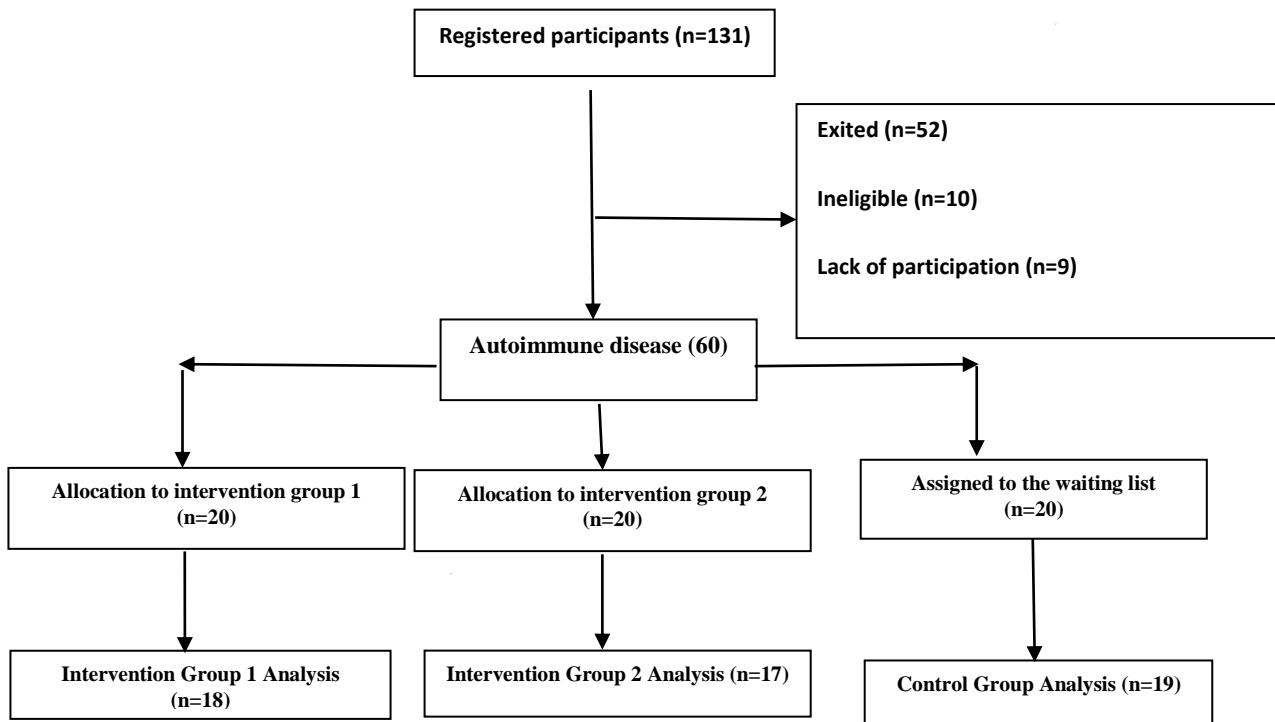 Registered participants (n=131)
Exited (n=52)
Ineligible (n=10)
Lack of participation (n=9)
Autoimmune disease (60)
Allocation to intervention group 1
(n=20)
Allocation to intervention group 2
(n=20)
Assigned to the waiting list
(n=20)
Intervention Group 1 Analysis
(n=18)
Intervention Group 2 Analysis (n=17)
Control Group Analysis (n=19)